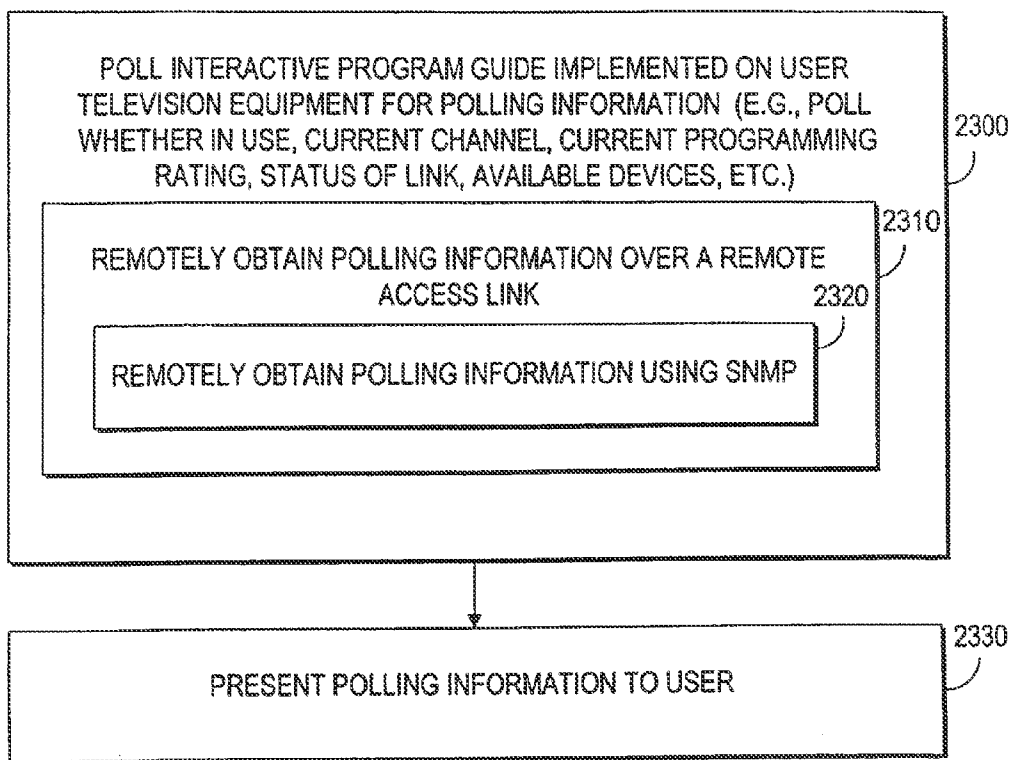 POLL INTERACTIVE PROGRAM GUIDE IMPLEMENTED ON USER
TELEVISION EQUIPMENT FOR POLLING INFORMATION (E.G., POLL
WHETHER IN USE, CURRENT CHANNEL, CURRENT PROGRAMMING
RATING, STATUS OF LINK, AVAILABLE DEVICES, ETC.)
2300
2310
REMOTELY OBTAIN POLLING INFORMATION OVER A REMOTE
ACCESS LINK
2320
REMOTELY OBTAIN POLLING INFORMATION USING SNMP
2330
PRESENT POLLING INFORMATION TO USER